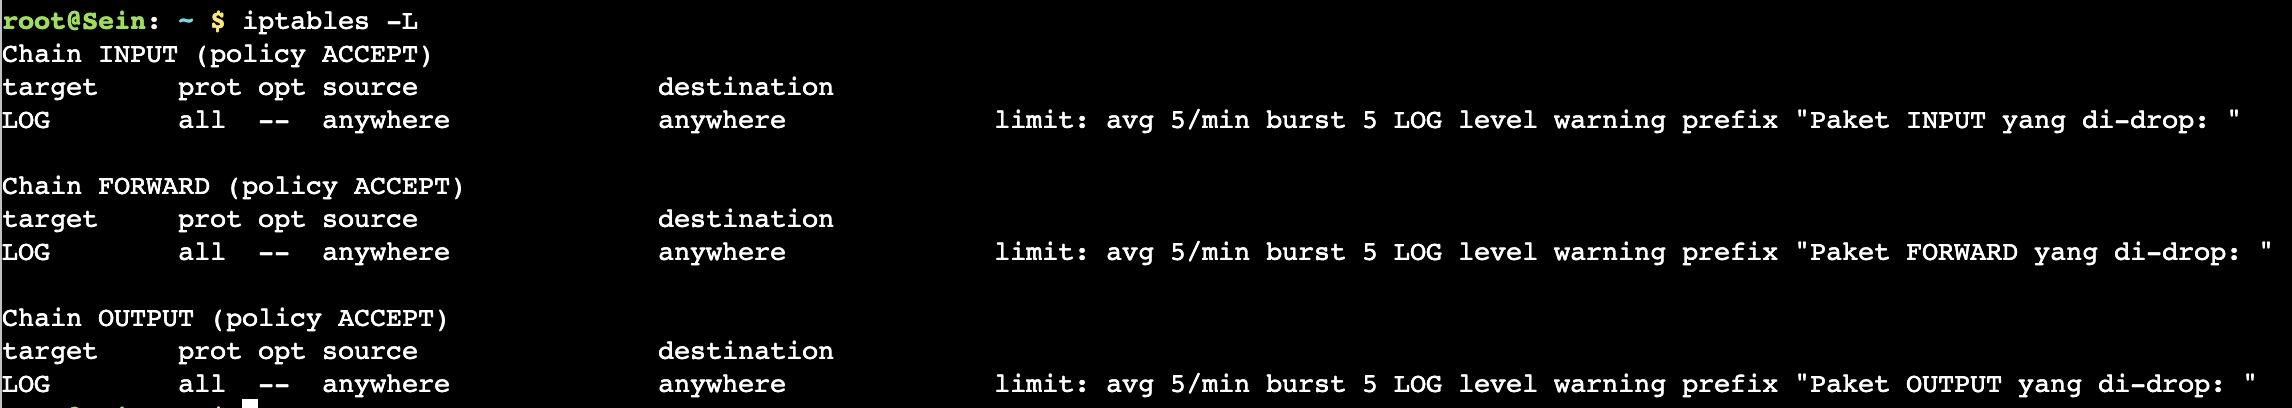 root@Sein: ~ $ iptables -L
Chain INPUT (policy ACCEPT)
target     prot opt source               destination
LOG        all  --  anywhere             anywhere             limit: avg 5/min burst 5 LOG level warning prefix "Paket INPUT yang di-drop: "
Chain FORWARD (policy ACCEPT)
target     prot opt source               destination
LOG        all  --  anywhere             anywhere             limit: avg 5/min burst 5 LOG level warning prefix "Paket FORWARD yang di-drop: "
Chain OUTPUT (policy ACCEPT)
target     prot opt source               destination
LOG        all  --  anywhere             anywhere             limit: avg 5/min burst 5 LOG level warning prefix "Paket OUTPUT yang di-drop: "